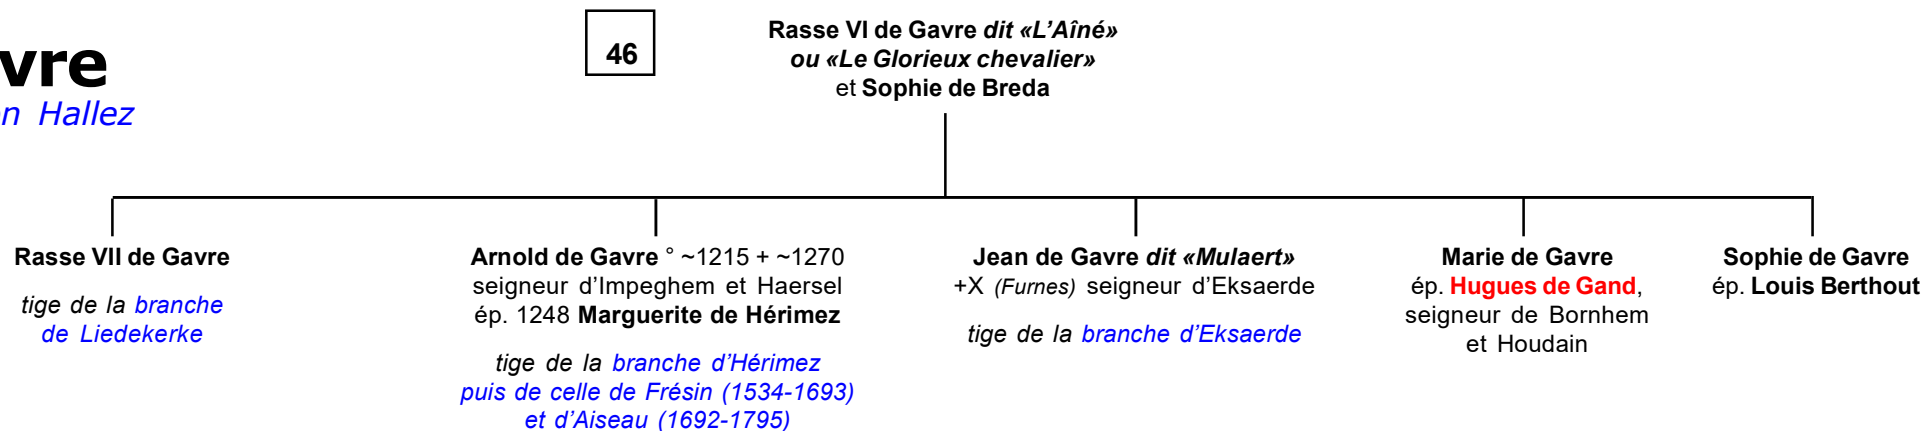 vre
n Hallez
46
Rasse VI de Gavre dit «L'Aîné»
ou «Le Glorieux chevalier»
et Sophie de Breda
Rasse VII de Gavre
tige de la branche
de Liedekerke
Arnold de Gavre ° ~1215 + ~1270
seigneur d'Impeghem et Haersel
ép. 1248 Marguerite de Hérimez
tige de la branche d'Hérimez
puis de celle de Frésin (1534-1693)
et d'Aiseau (1692-1795)
Jean de Gavre dit «Mulaert»
+X (Furnes) seigneur d'Eksaerde
tige de la branche d'Eksaerde
Marie de Gavre
ép. Hugues de Gand,
seigneur de Bornhem
et Houdain
Sophie de Gavre
ép. Louis Berthout